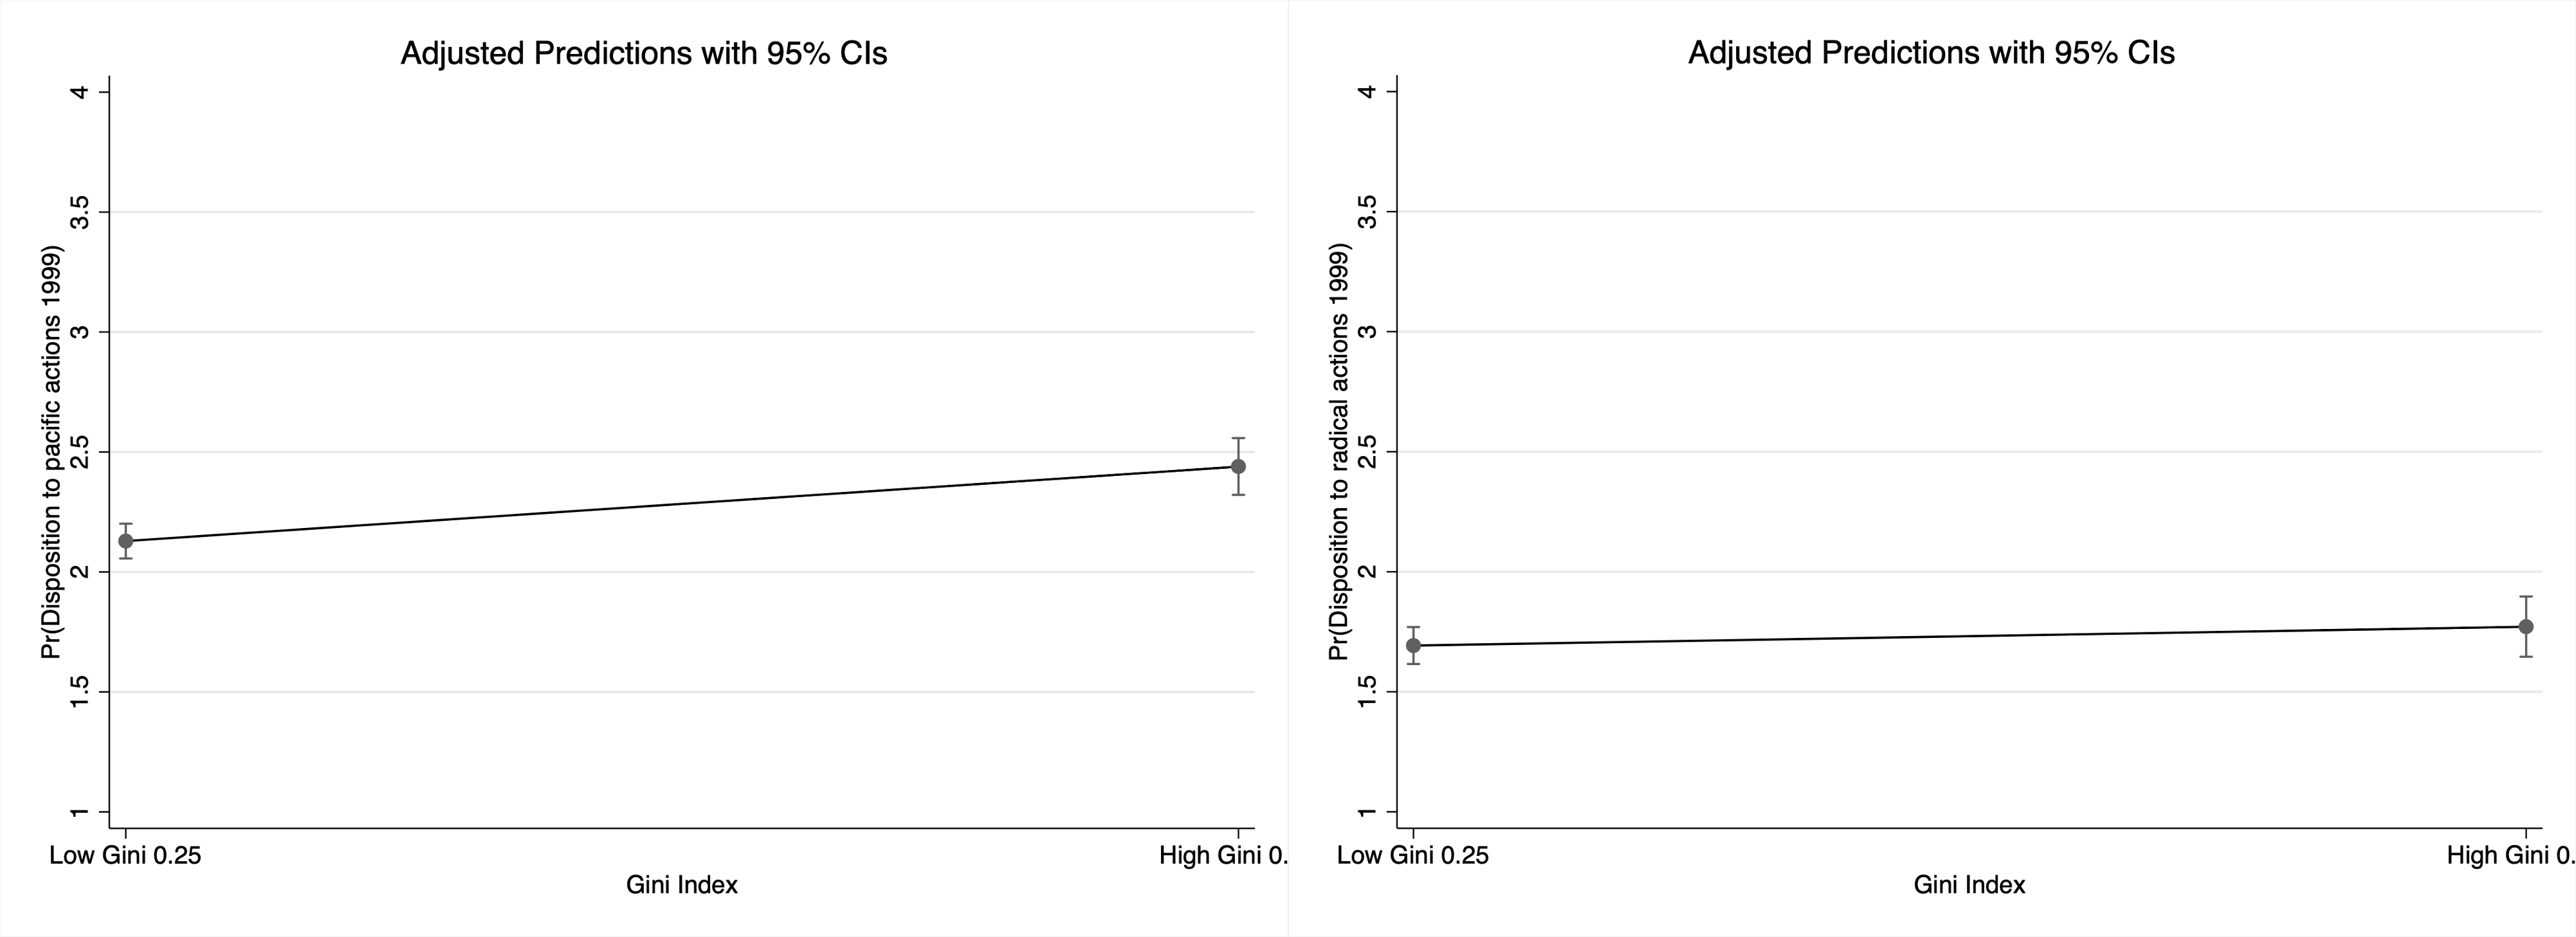 Adjusted Predictions with 95% CIs
Pr(Disposition to pacific actions 1999)
4
3.5
3
2.5
2
1.5
1
Low Gini 0.25
High Gini 0.
Gini Index
Adjusted Predictions with 95% CIs
Pr(Disposition to radical actions 1999)
4
3.5
3
2.5
2
1.5
1
Low Gini 0.25
High Gini 0.
Gini Index